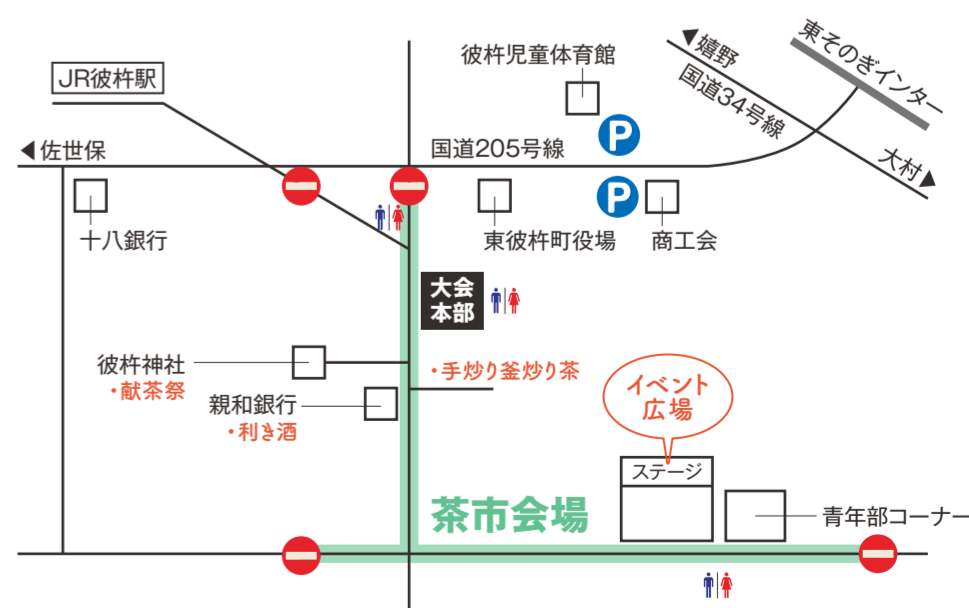 東そのぎインター
◀嬉野
国道34号線
大村▶
彼杵児童体育館
JR彼杵駅
P
◀佐世保
国道205号線
P
十八銀行
東彼杵町役場
商工会
大会
本部
彼杵神社
・献茶祭
・手炒り釜炒り茶
親和銀行
・利き酒
イベント
広場
ステージ
茶市会場
青年部コーナー